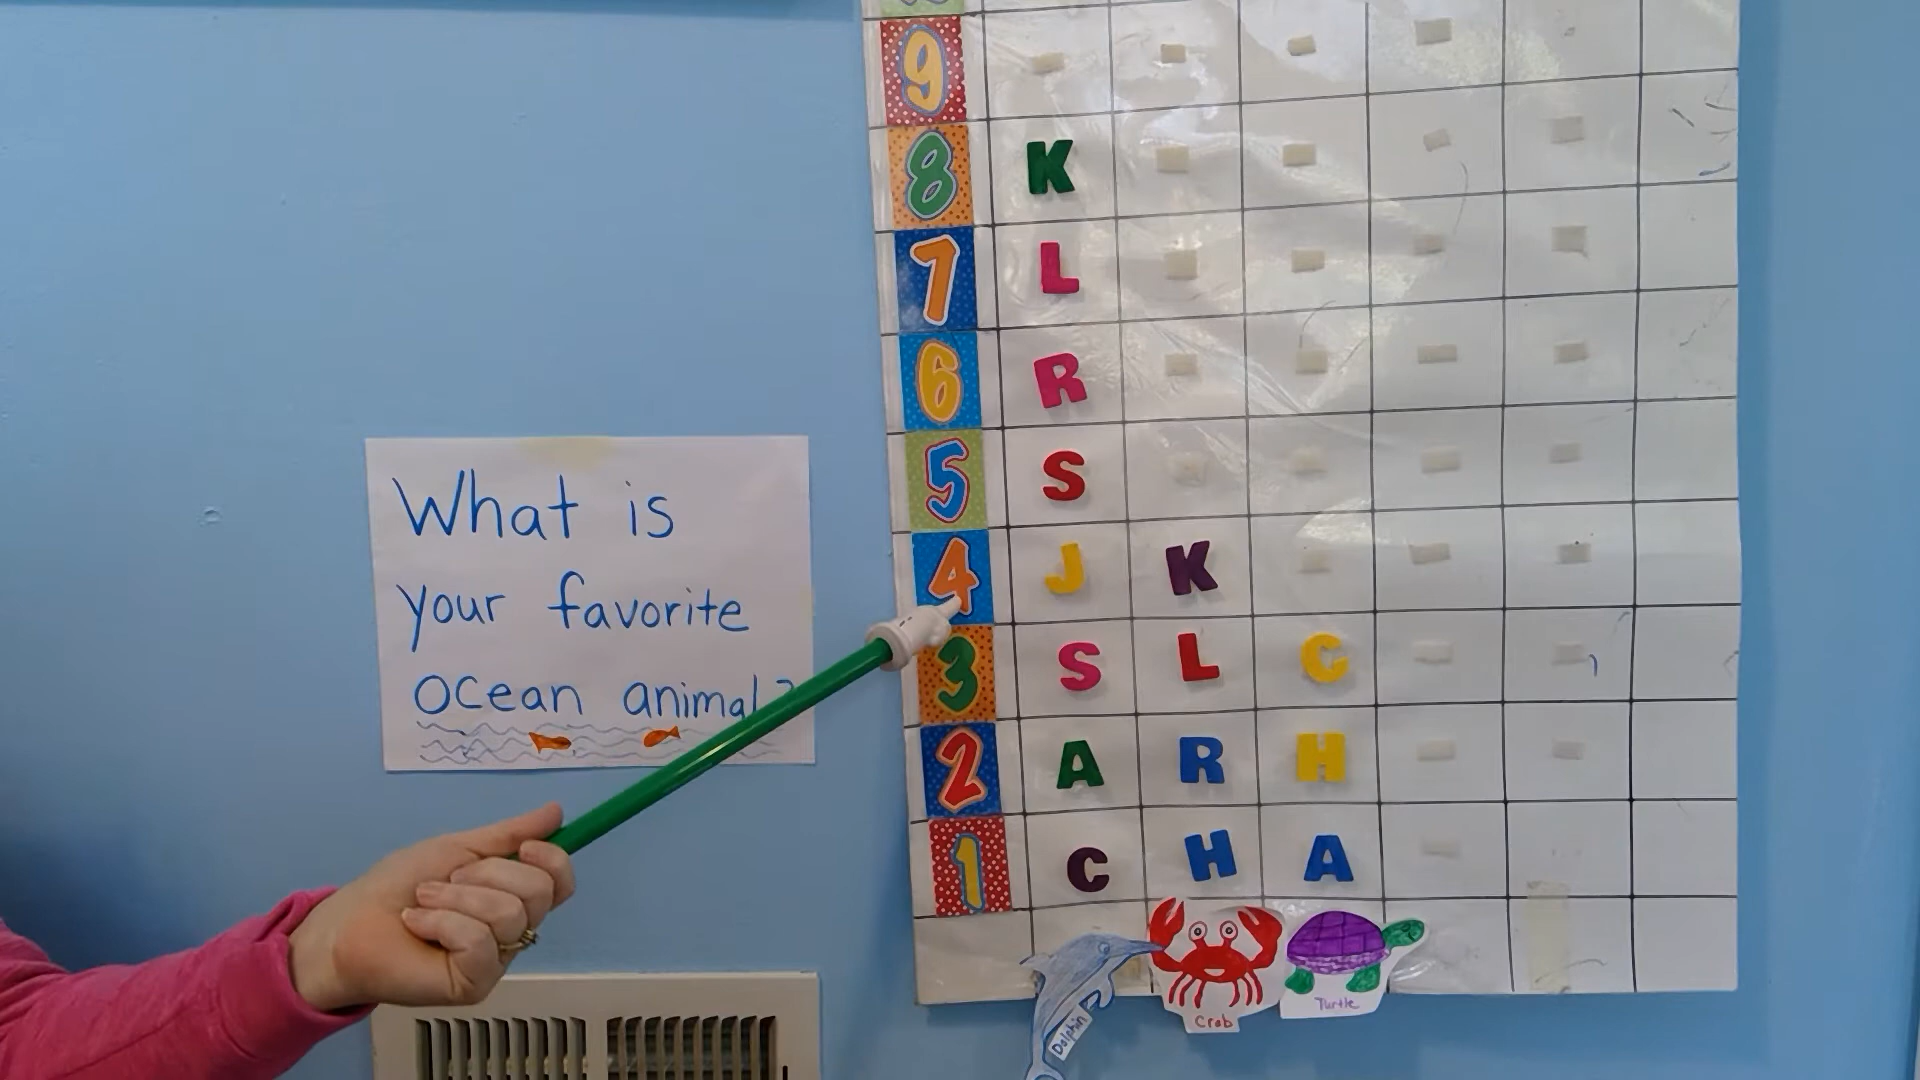 What is
your favorite
ocean animal?
9
8 K
7 L
6 R
5 S
4 J K
3 S L C
2 A R H
1 C H A
Dolphin Crab Turtle